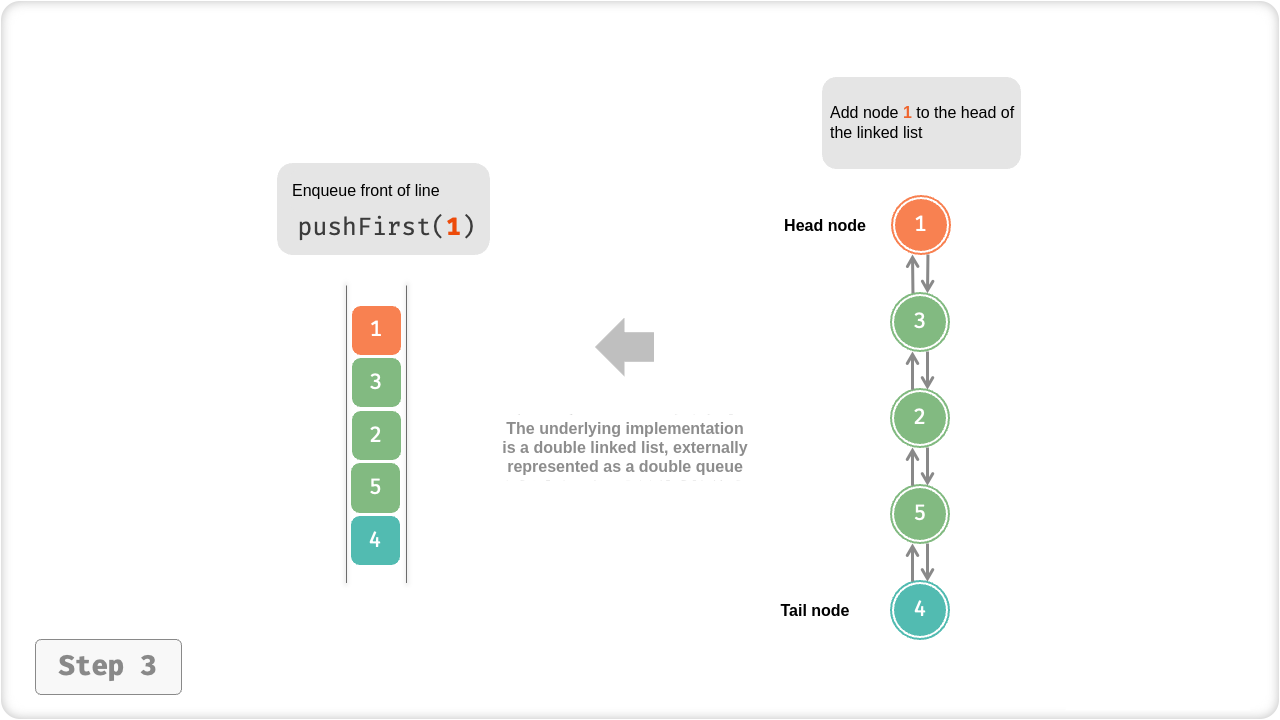 Add node 1 to the head of
the linked list
Enqueue front of line
pushFirst(1)
Head node
1
3
2
5
4
Tail node
1
3
2
5
4
The underlying implementation
is a double linked list, externally
represented as a double queue
Step 3